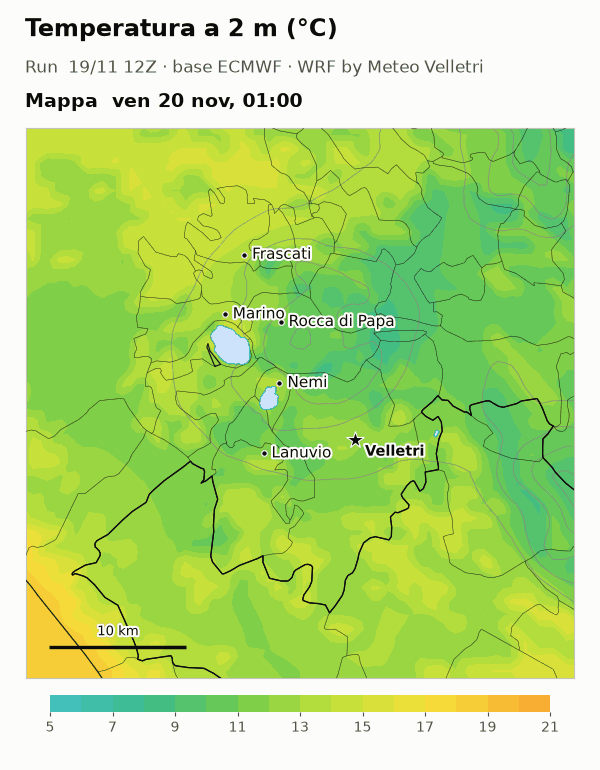 Temperatura a 2 m (°C)
Run  19/11 12Z · base ECMWF · WRF by Meteo Velletri
Mappa  ven 20 nov, 01:00
Frascati
Marino
Rocca di Papa
Nemi
Velletri
Lanuvio
10 km
5 7 9 11 13 15 17 19 21